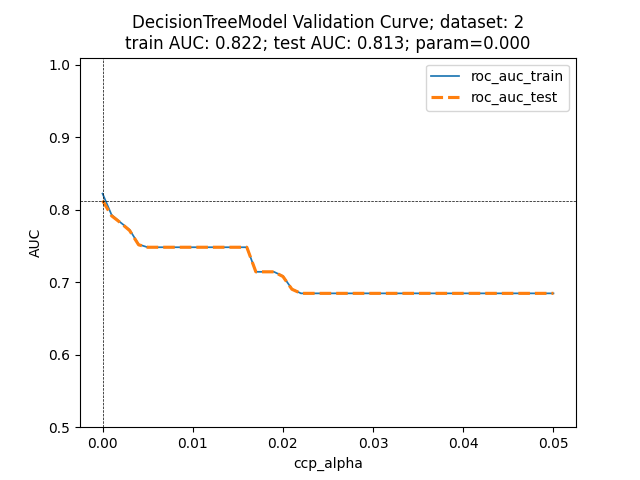 DecisionTreeModel Validation Curve; dataset: 2
train AUC: 0.822; test AUC: 0.813; param=0.000
roc_auc_train
roc_auc_test
AUC
1.0
0.9
0.8
0.7
0.6
0.5
0.00 0.01 0.02 0.03 0.04 0.05
ccp_alpha